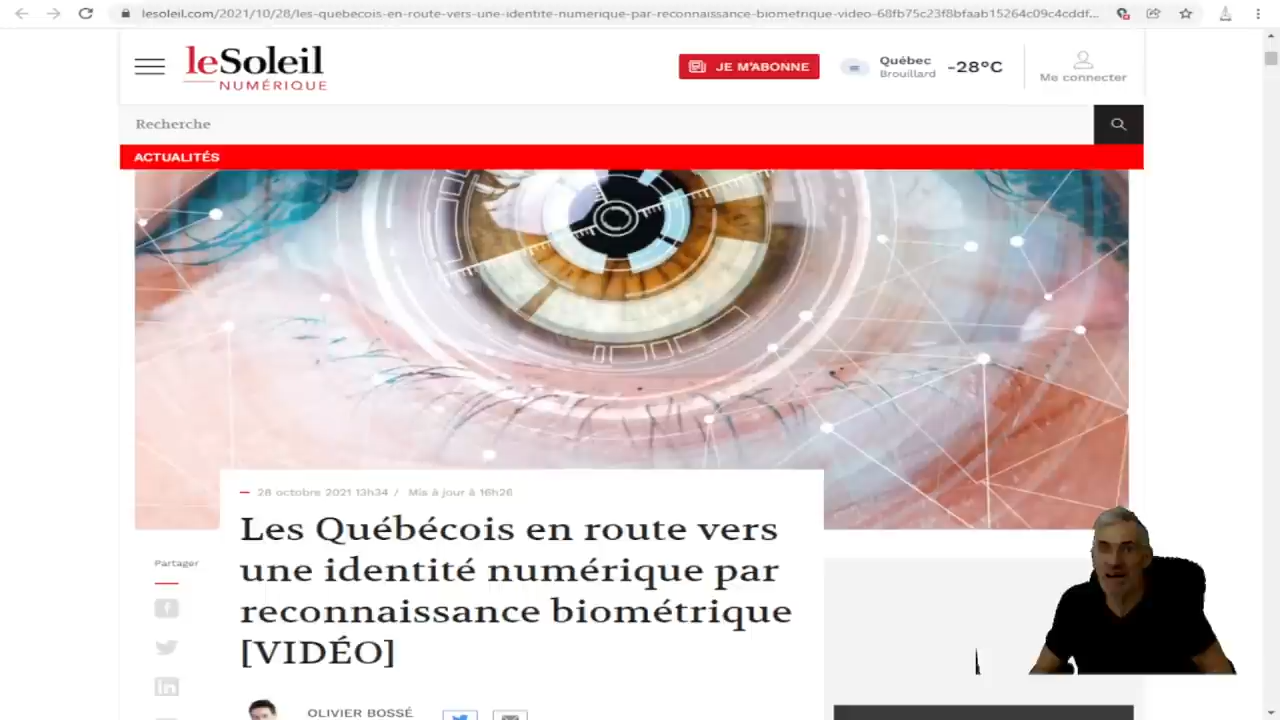 lesoleil.com/2021/10/28/les-quebecois-en-route-vers-une-identite-numerique-par-reconnaissance-biometrique-video-68fb75c23f8bfaab15264c09c4cddf...
leSoleil
NUMÉRIQUE
JE M'ABONNE
Québec
Brouillard
-28°C
Me connecter
Recherche
ACTUALITÉS
28 octobre 2021 13h34 / Mis à jour à 16h26
Les Québécois en route vers
une identité numérique par
reconnaissance biométrique
[VIDÉO]
Partager
OLIVIER BOSSÉ